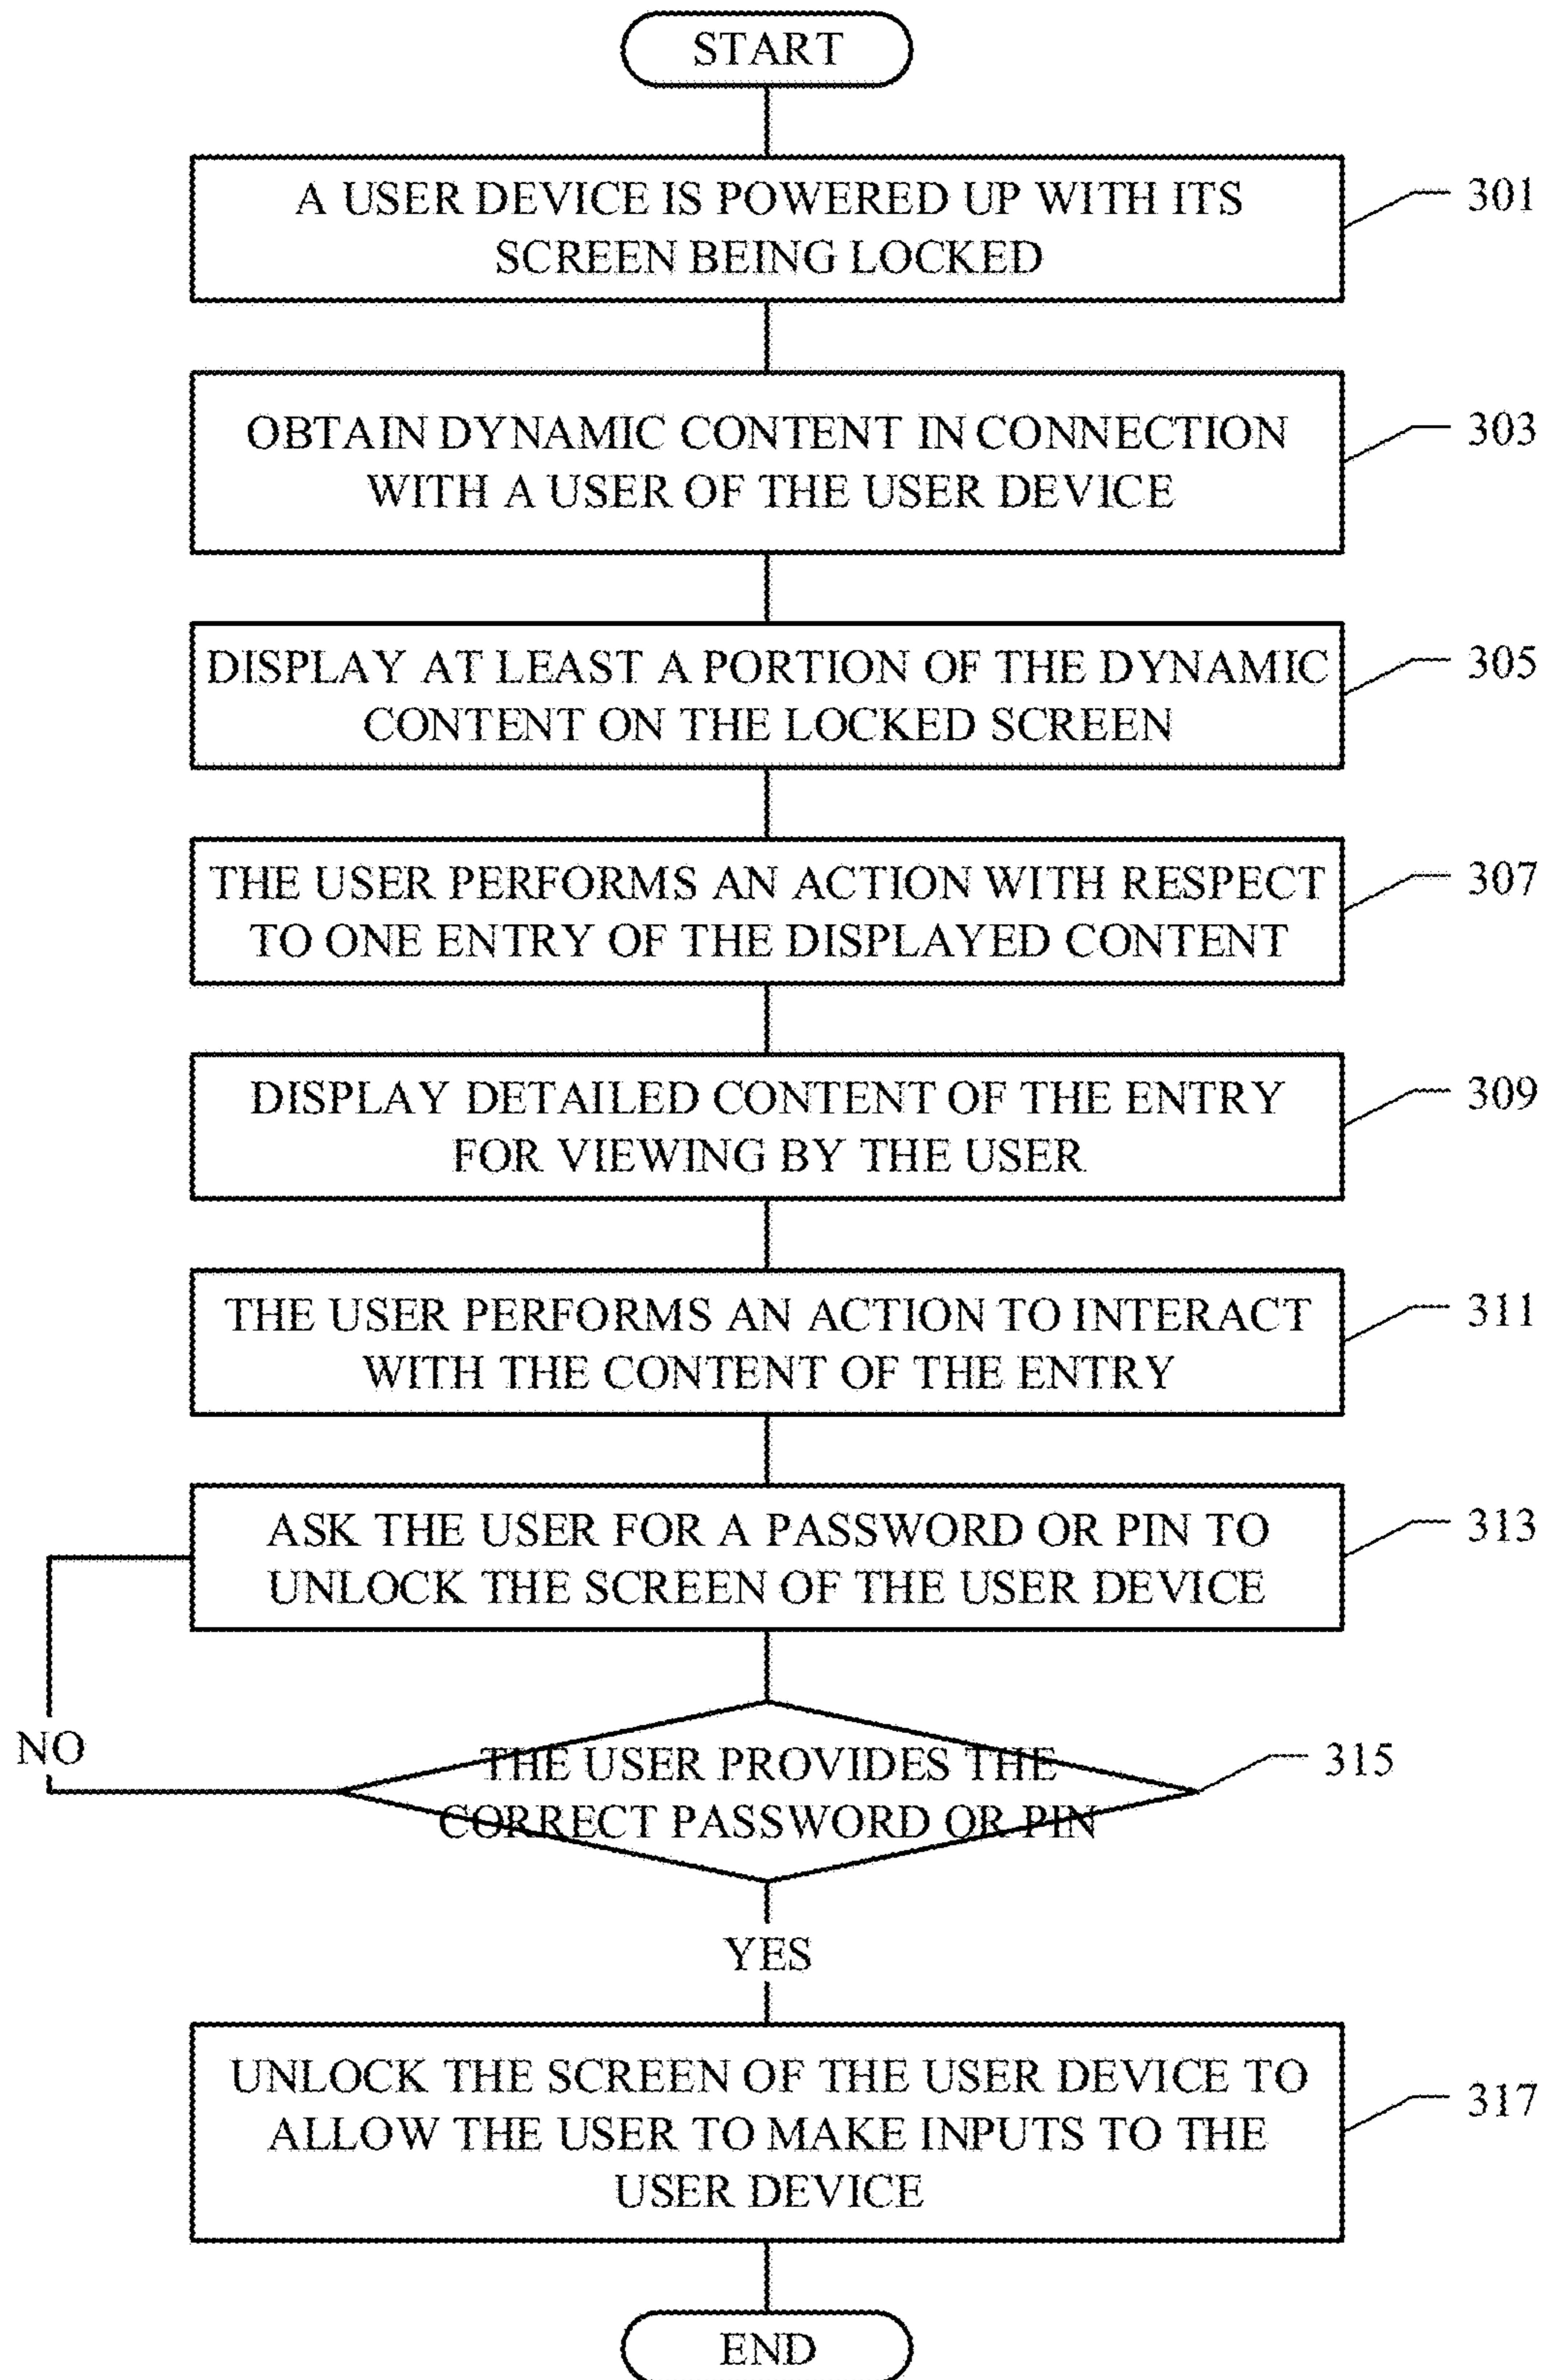 START
A USER DEVICE IS POWERED UP WITH ITS
SCREEN BEING LOCKED
301
OBTAIN DYNAMIC CONTENT IN CONNECTION
WITH A USER OF THE USER DEVICE
303
DISPLAY AT LEAST A PORTION OF THE DYNAMIC
CONTENT ON THE LOCKED SCREEN
305
THE USER PERFORMS AN ACTION WITH RESPECT
TO ONE ENTRY OF THE DISPLAYED CONTENT
307
DISPLAY DETAILED CONTENT OF THE ENTRY
FOR VIEWING BY THE USER
309
THE USER PERFORMS AN ACTION TO INTERACT
WITH THE CONTENT OF THE ENTRY
311
ASK THE USER FOR A PASSWORD OR PIN TO
UNLOCK THE SCREEN OF THE USER DEVICE
313
NO
THE USER PROVIDES THE
CORRECT PASSWORD OR PIN
315
YES
UNLOCK THE SCREEN OF THE USER DEVICE TO
ALLOW THE USER TO MAKE INPUTS TO THE
USER DEVICE
317
END